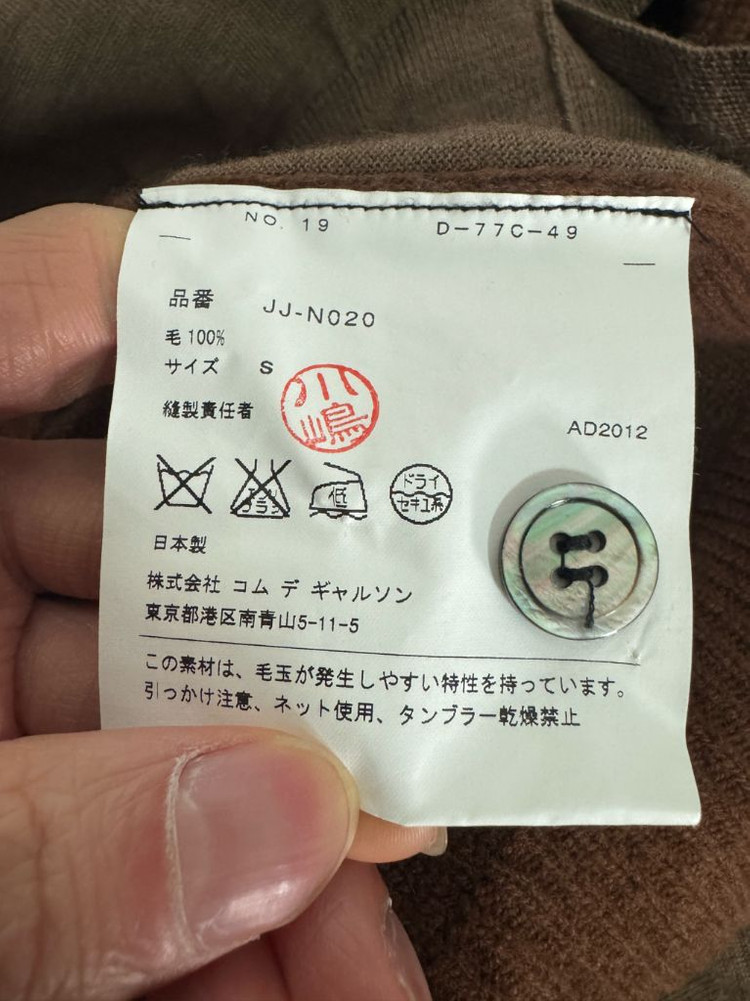 NO. 19 D-77C-49
品番 JJ-N020
毛100%
サイズ S
縫製責任者 小嶋
AD2012
低 ドライ セキユ系
日本製
株式会社 コム デ ギャルソン
東京都港区南青山5-11-5
この素材は、毛玉が発生しやすい特性を持っています。
引っかけ注意、ネット使用、タンブラー乾燥禁止